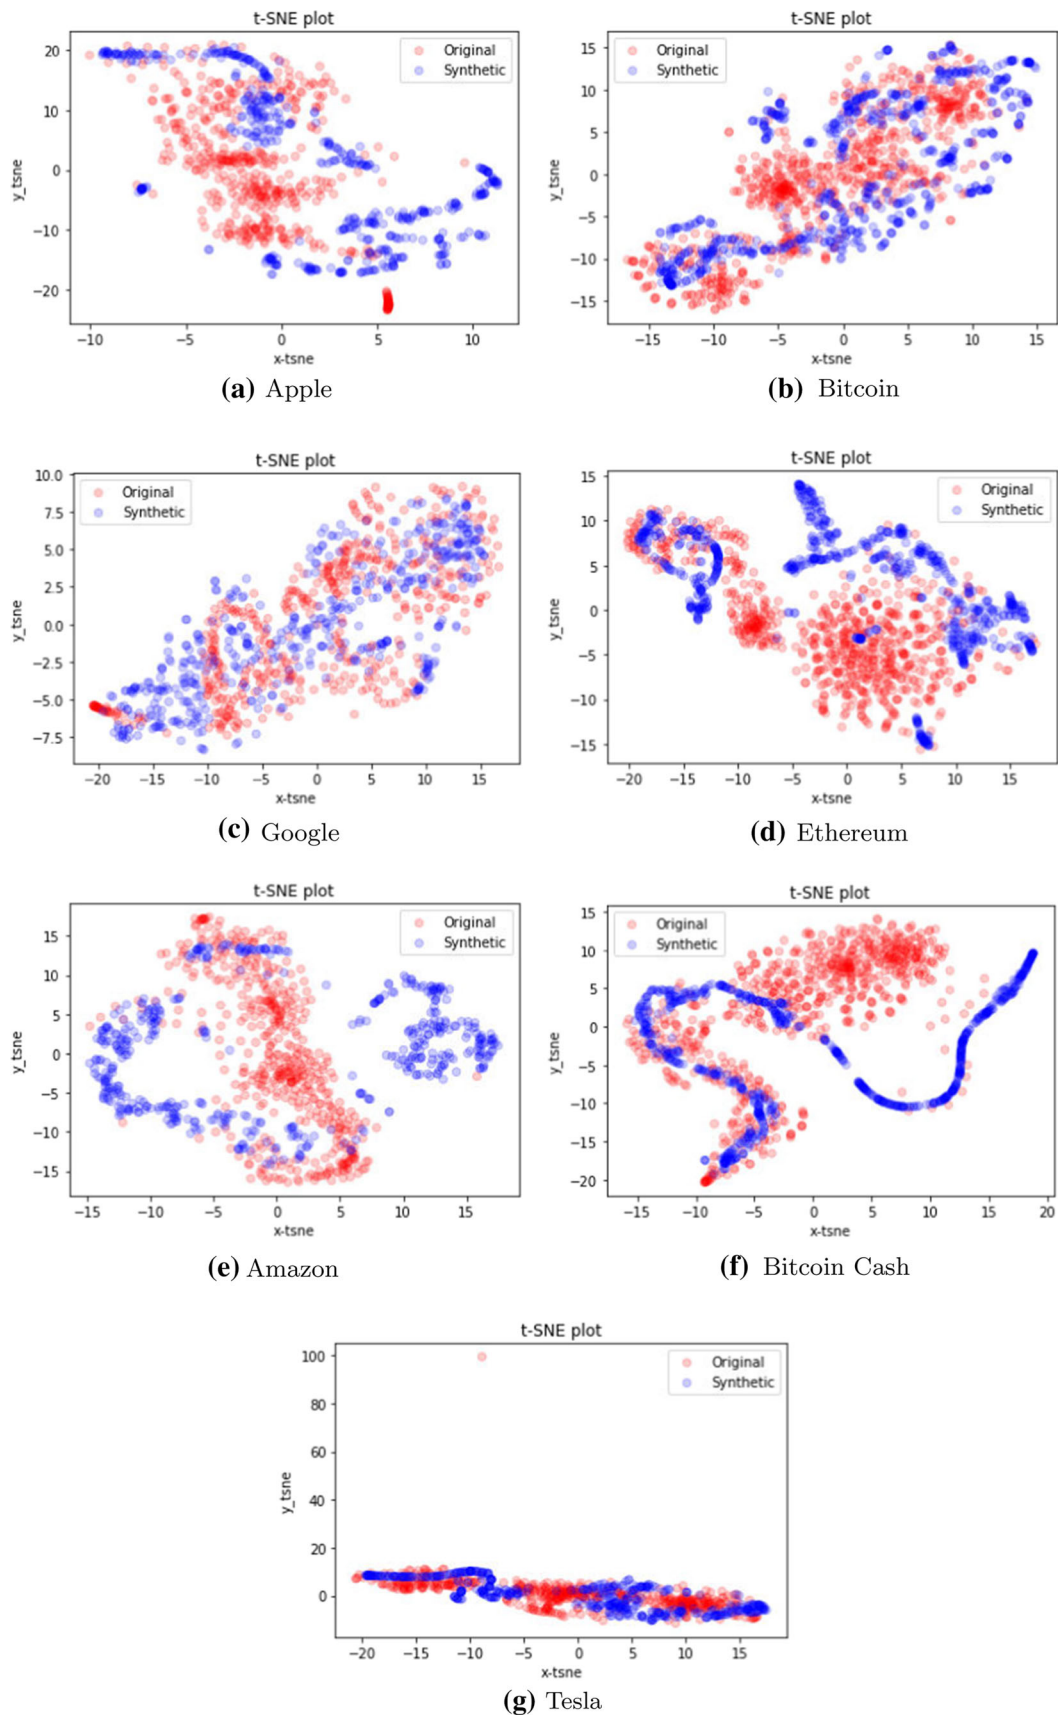 t-SNE plot
Original
Synthetic
20
10
0
−10
−20
y_tsne
−10 −5 0 5 10
x-tsne
(a) Apple
t-SNE plot
Original
Synthetic
15
10
5
0
−5
−10
−15
y_tsne
−15 −10 −5 0 5 10 15
x-tsne
(b) Bitcoin
t-SNE plot
Original
Synthetic
10.0
7.5
5.0
2.5
0.0
−2.5
−5.0
−7.5
y_tsne
−20 −15 −10 −5 0 5 10 15
x-tsne
(c) Google
t-SNE plot
Original
Synthetic
15
10
5
0
−5
−10
−15
y_tsne
−20 −15 −10 −5 0 5 10 15
x-tsne
(d) Ethereum
t-SNE plot
Original
Synthetic
15
10
5
0
−5
−10
−15
y_tsne
−15 −10 −5 0 5 10 15
x-tsne
(e) Amazon
t-SNE plot
Original
Synthetic
15
10
5
0
−5
−10
−15
−20
y_tsne
−15 −10 −5 0 5 10 15 20
x-tsne
(f) Bitcoin Cash
t-SNE plot
Original
Synthetic
100
80
60
40
20
0
y_tsne
−20 −15 −10 −5 0 5 10 15
x-tsne
(g) Tesla